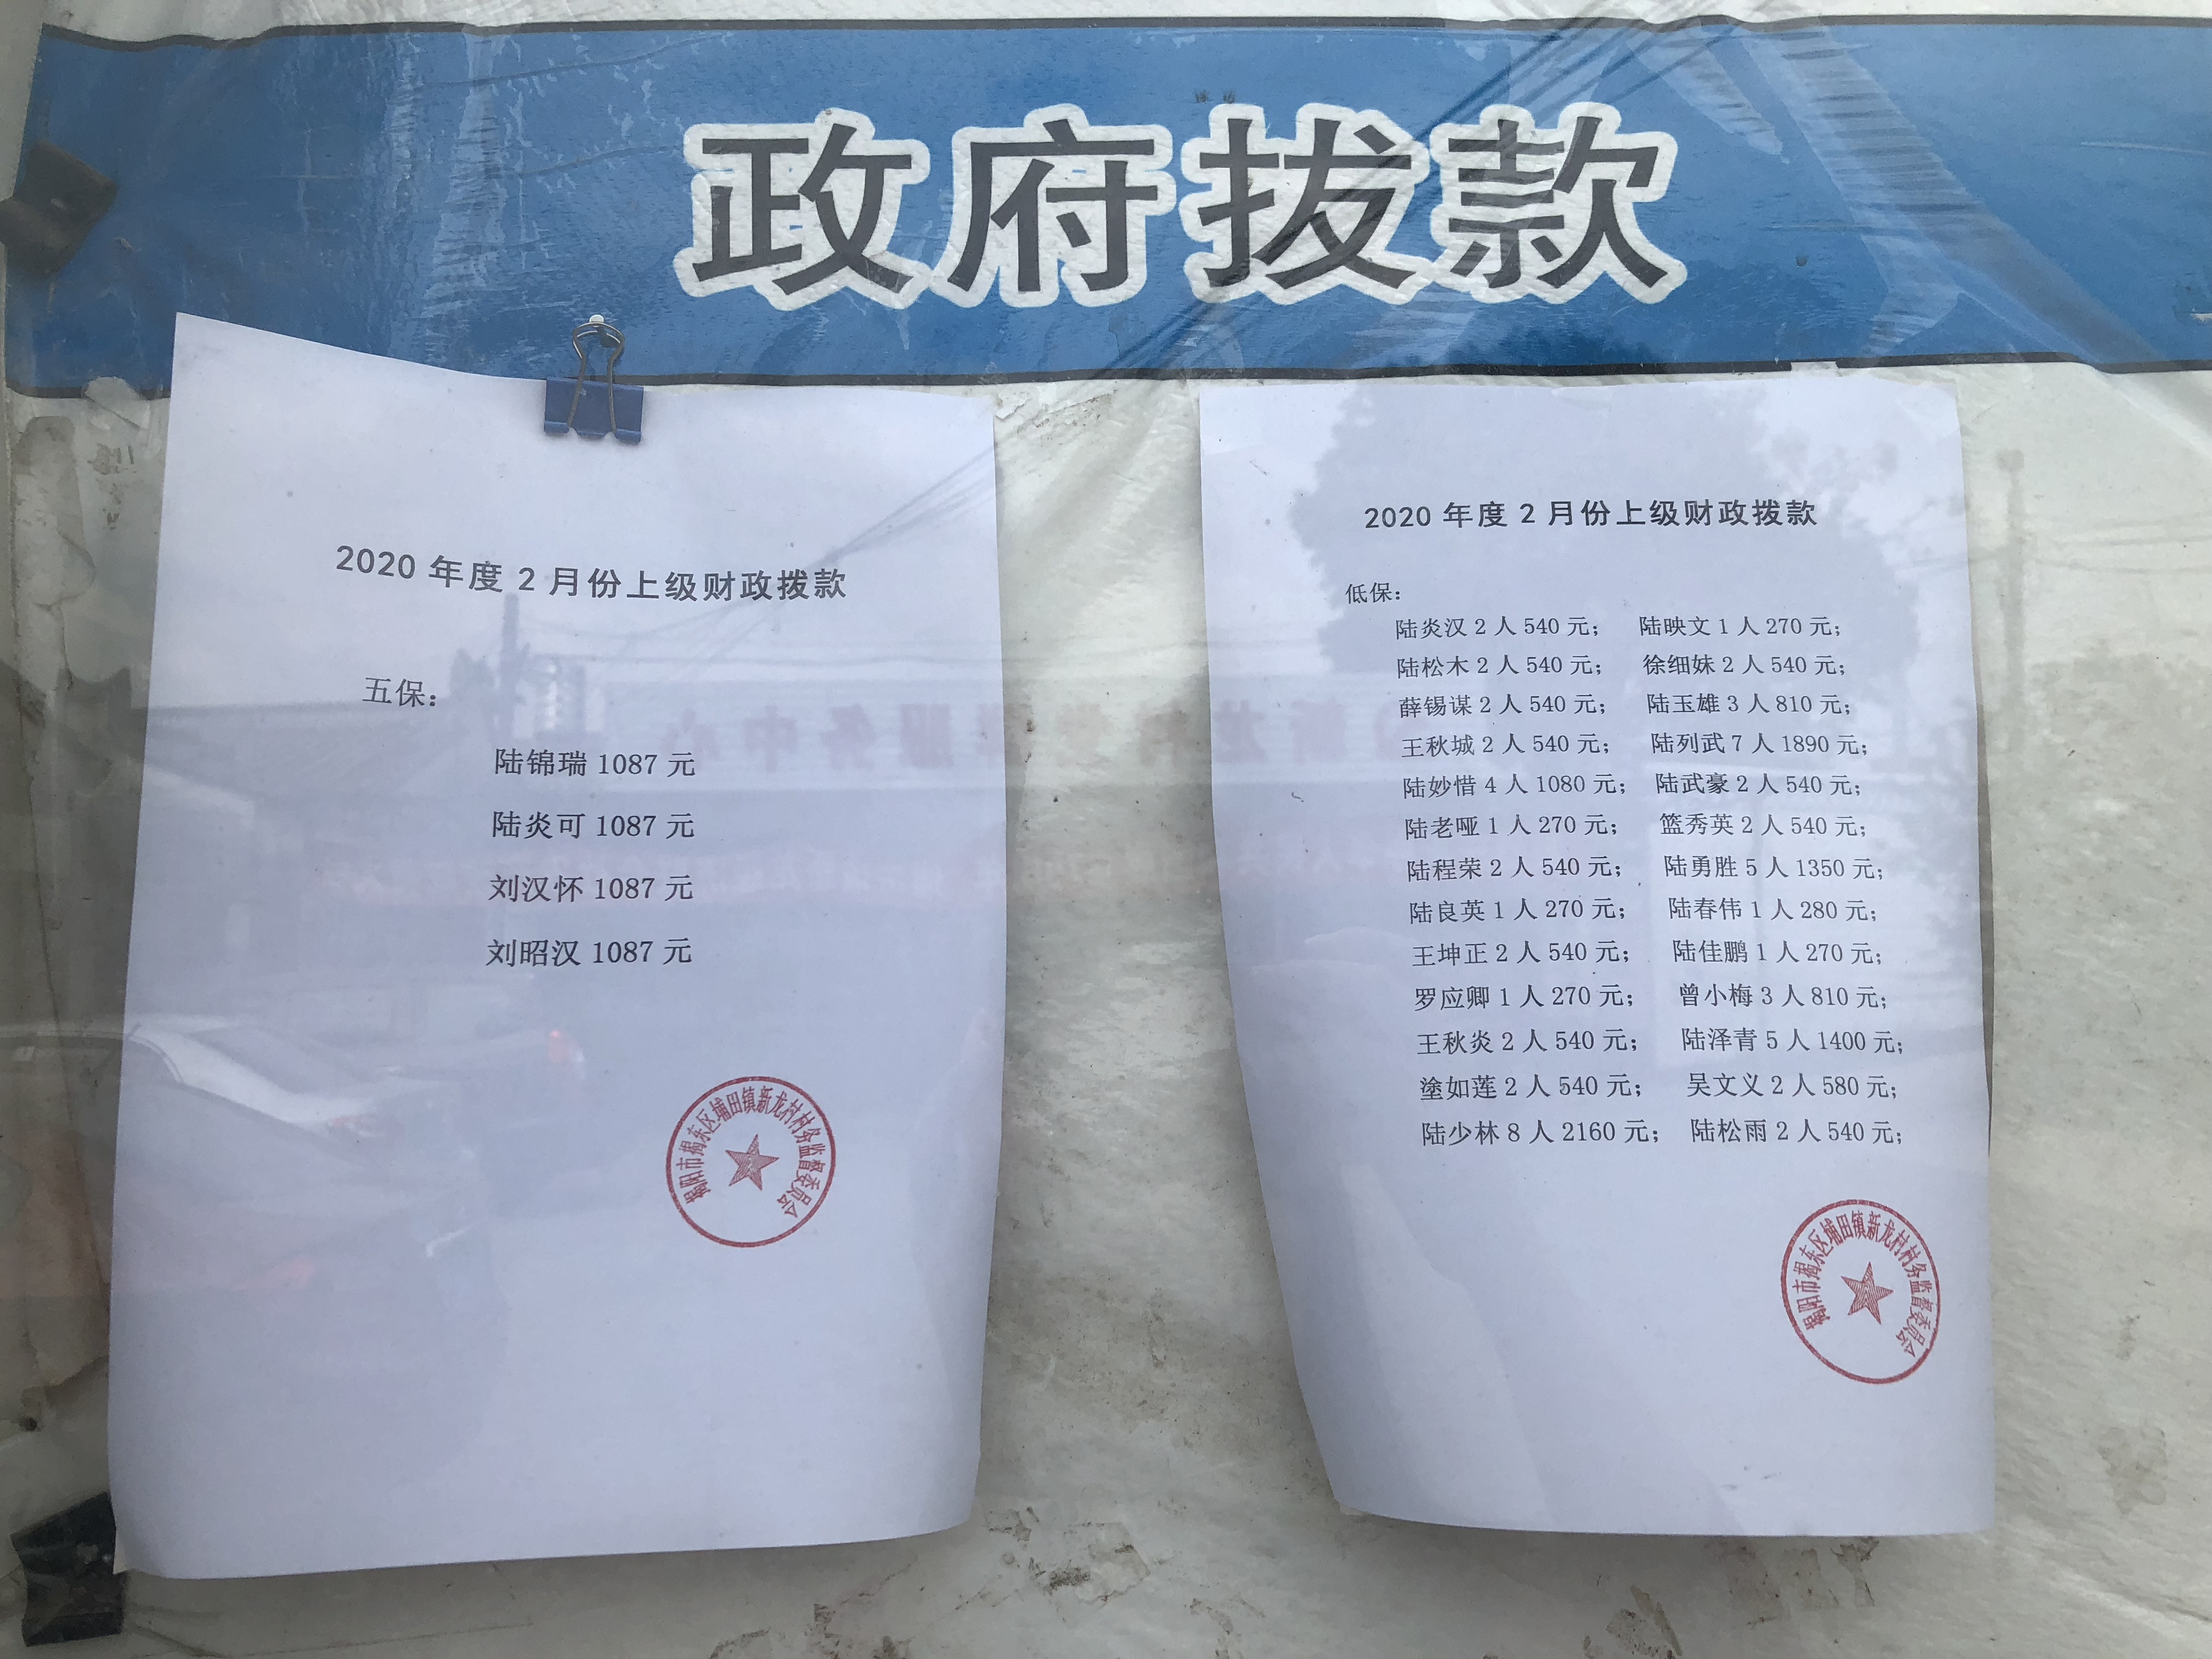 政府拔款
2020 年度 2 月份上级财政拨款
五保：
陆锦瑞 1087 元
陆炎可 1087 元
刘汉怀 1087 元
刘昭汉 1087 元
揭阳市揭东区埔田镇新龙村村务监督委员会
2020 年度 2 月份上级财政拨款
低保：
陆炎汉 2 人 540 元； 陆映文 1 人 270 元；
陆松木 2 人 540 元； 徐细妹 2 人 540 元；
薛锡谋 2 人 540 元； 陆玉雄 3 人 810 元；
王秋城 2 人 540 元； 陆列武 7 人 1890 元；
陆妙惜 4 人 1080 元； 陆武豪 2 人 540 元；
陆老哑 1 人 270 元； 篮秀英 2 人 540 元；
陆程荣 2 人 540 元； 陆勇胜 5 人 1350 元；
陆良英 1 人 270 元； 陆春伟 1 人 280 元；
王坤正 2 人 540 元； 陆佳鹏 1 人 270 元；
罗应卿 1 人 270 元； 曾小梅 3 人 810 元；
王秋炎 2 人 540 元； 陆泽青 5 人 1400 元；
塗如莲 2 人 540 元； 吴文义 2 人 580 元；
陆少林 8 人 2160 元； 陆松雨 2 人 540 元；
揭阳市揭东区埔田镇新龙村村务监督委员会